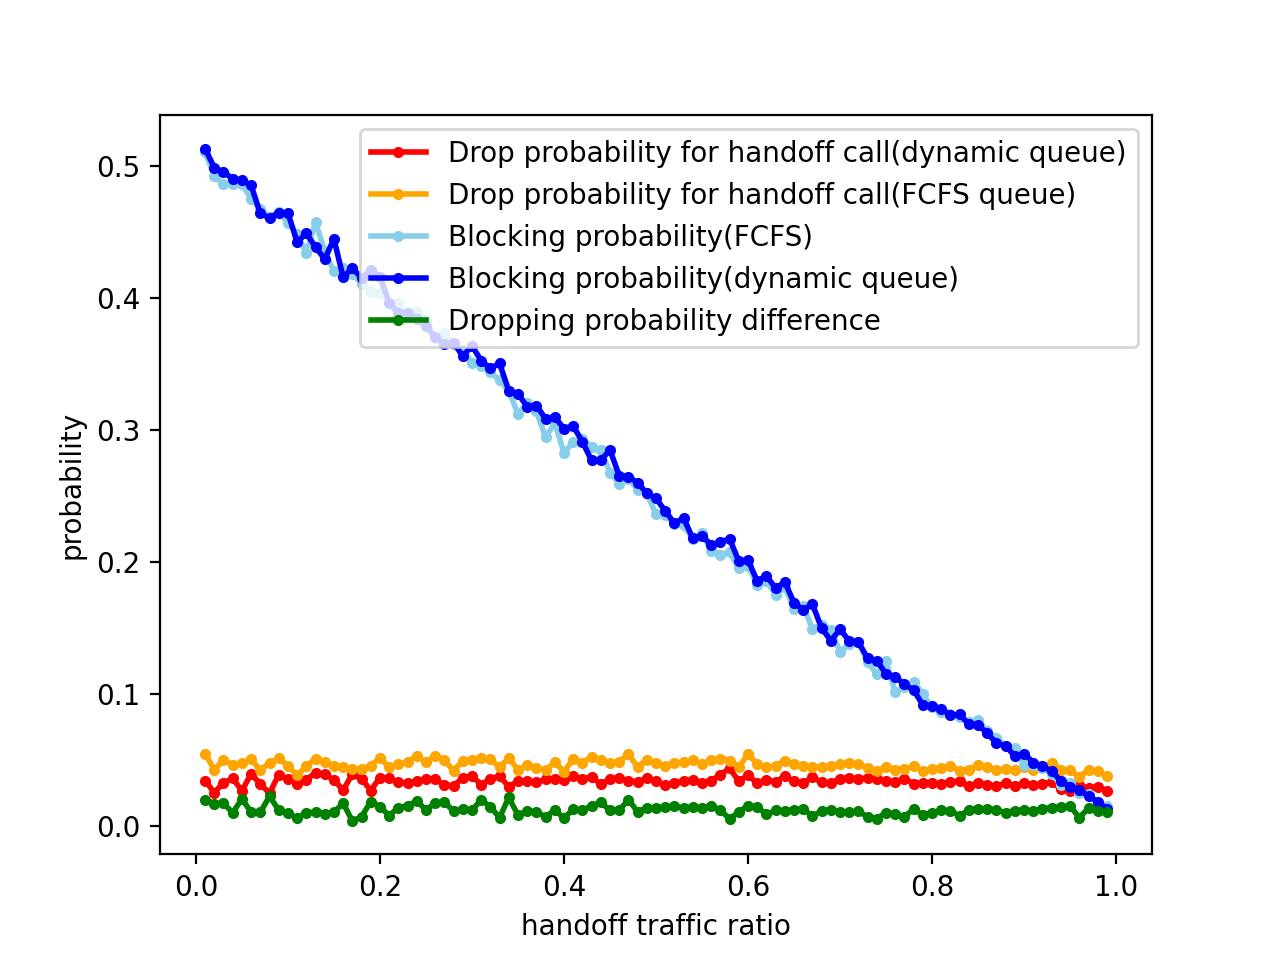 Drop probability for handoff call(dynamic queue)
Drop probability for handoff call(FCFS queue)
Blocking probability(FCFS)
Blocking probability(dynamic queue)
Dropping probability difference
0.5
0.4
0.3
0.2
0.1
0.0
probability
0.0 0.2 0.4 0.6 0.8 1.0
handoff traffic ratio